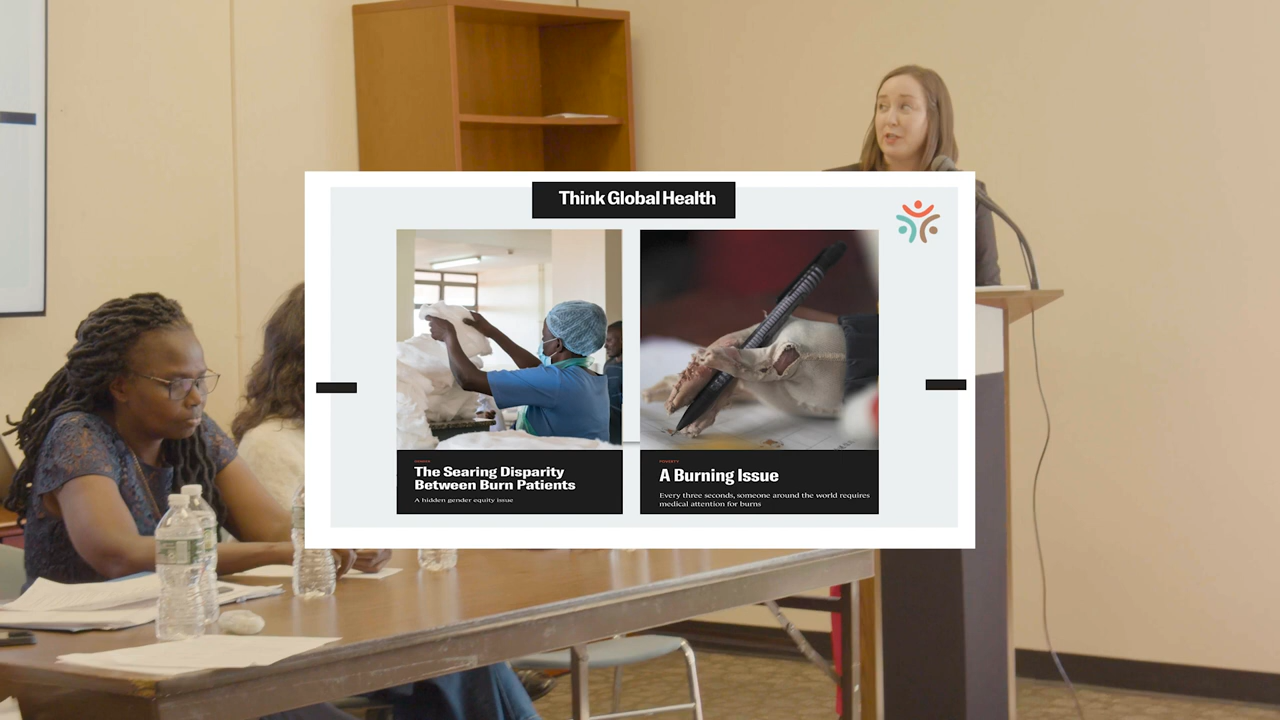 Think Global Health
The Searing Disparity
Between Burn Patients
A hidden gender equity issue
POVERTY
A Burning Issue
Every three seconds, someone around the world requires
medical attention for burns